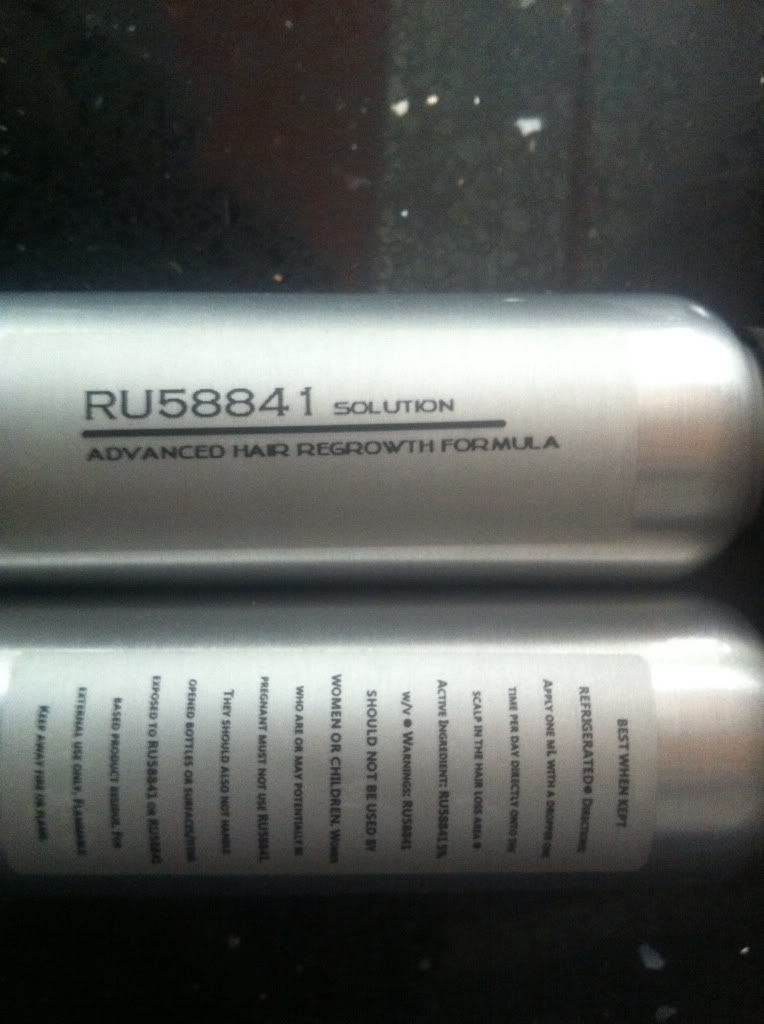 RU58841 SOLUTION
ADVANCED HAIR REGROWTH FORMULA
BEST WHEN KEPT
REFRIGERATED● DIRECTIONS:
APPLY ONE ML WITH A DROPPER ONE
TIME PER DAY DIRECTLY ONTO THE
SCALP IN THE HAIR LOSS AREA ●
ACTIVE INGREDIENT: RU58841 5%
W/V ● WARNINGS: RU58841
SHOULD NOT BE USED BY
WOMEN OR CHILDREN. WOMEN
WHO ARE OR MAY POTENTIALLY BE
PREGNANT MUST NOT USE RU58841.
THEY SHOULD ALSO NOT HANDLE
OPENED BOTTLES OR SURFACES/ITEMS
EXPOSED TO RU58841 OR RU58841
BASED PRODUCT RESIDUE. FOR
EXTERNAL USE ONLY. FLAMMABLE
KEEP AWAY FIRE OR FLAME